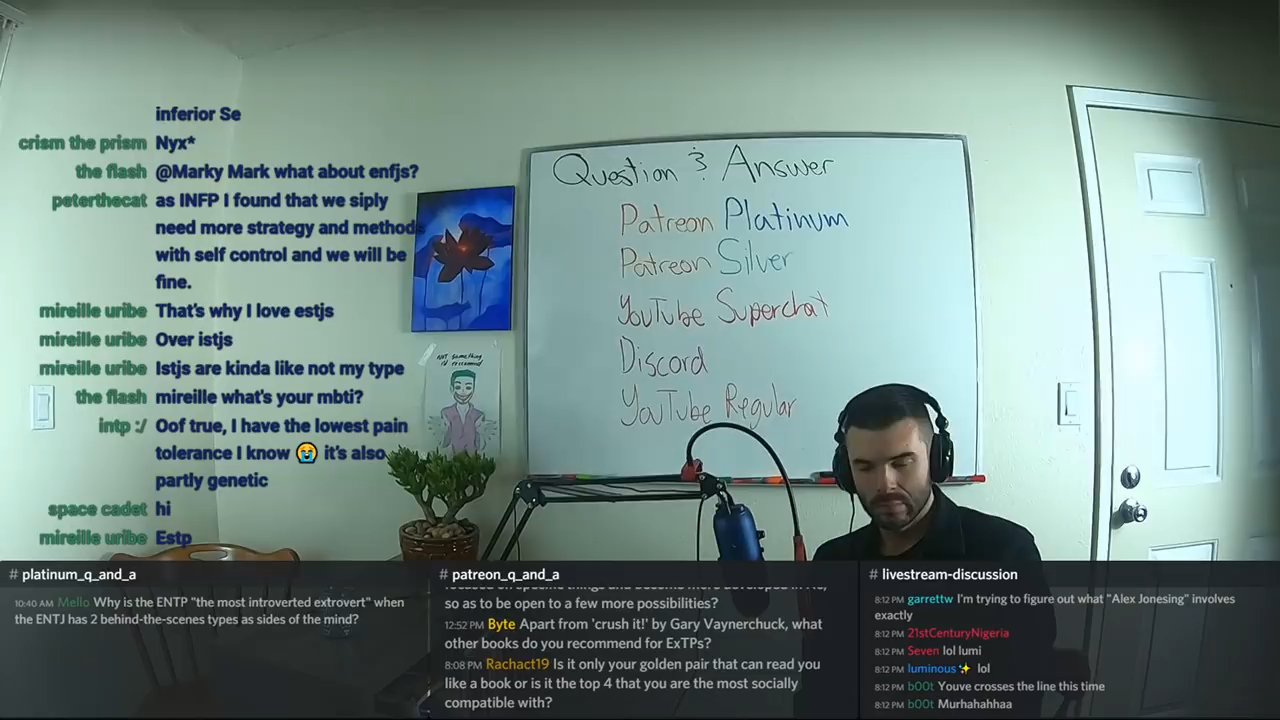 inferior Se
crism the prism Nyx*
the flash @Marky Mark what about enfjs?
peterthecat as INFP I found that we siply
need more strategy and methods
with self control and we will be
fine.
mireille uribe That's why I love estjs
mireille uribe Over istjs
mireille uribe Istjs are kinda like not my type
the flash mireille what's your mbti?
intp :/ Oof true, I have the lowest pain
tolerance I know 😭 it's also
partly genetic
space cadet hi
mireille uribe Estp
Question & Answer
Patreon Platinum
Patreon Silver
YouTube Superchat
Discord
YouTube Regular
NOT something
I'd recommend
# platinum_q_and_a
10:40 AM Mello Why is the ENTP "the most introverted extrovert" when
the ENTJ has 2 behind-the-scenes types as sides of the mind?
# patreon_q_and_a
so as to be open to a few more possibilities?
12:52 PM Byte Apart from 'crush it!' by Gary Vaynerchuck, what
other books do you recommend for ExTPs?
8:08 PM Rachact19 Is it only your golden pair that can read you
like a book or is it the top 4 that you are the most socially
compatible with?
# livestream-discussion
8:12 PM garrettw I'm trying to figure out what "Alex Jonesing" involves
exactly
8:12 PM 21stCenturyNigeria
8:12 PM Seven lol lumi
8:12 PM luminous✨ lol
8:12 PM b00t Youve crosses the line this time
8:12 PM b00t Murhahahhaa